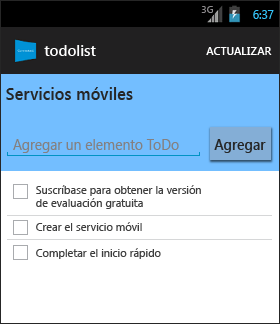 3G 6:37
todolist ACTUALIZAR
Servicios móviles
Agregar un elemento ToDo Agregar
Suscríbase para obtener la versión
de evaluación gratuita
Crear el servicio móvil
Completar el inicio rápido